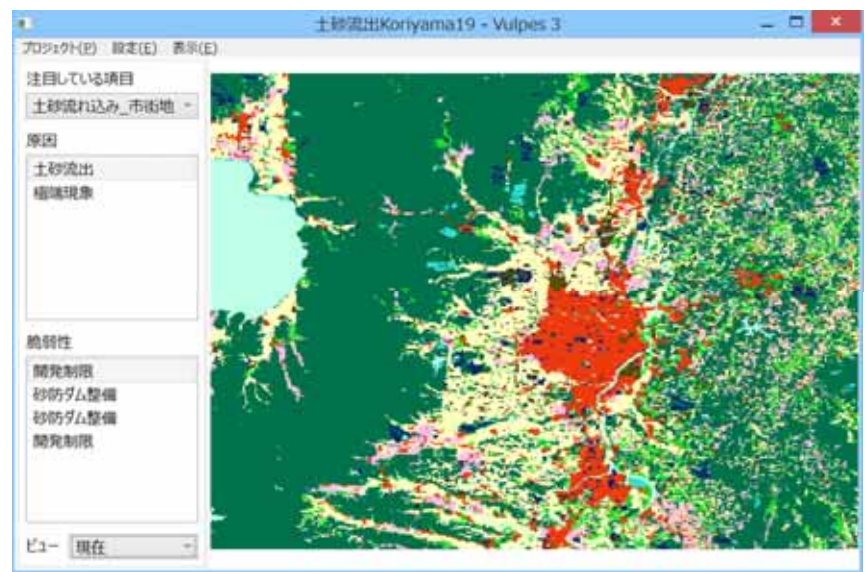 土砂流出Koriyama19 - Vulpes 3
プロジェクト(P) 設定(E) 表示(E)
注目している項目
土砂流れ込み_市街地
原因
土砂流出
極端現象
脆弱性
開発制限
砂防ダム整備
砂防ダム整備
開発制限
ビュー 現在